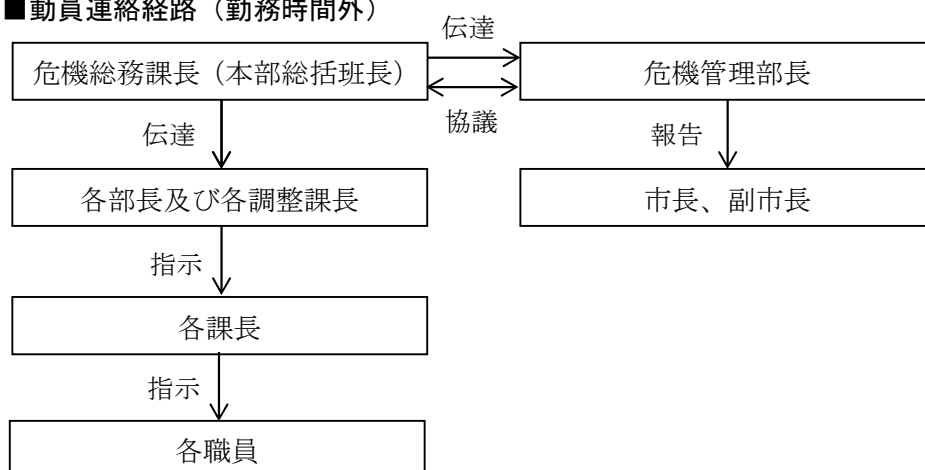 ■動員連絡経路（勤務時間外）
伝達
危機総務課長（本部総括班長）
危機管理部長
協議
伝達
報告
各部長及び各調整課長
市長、副市長
指示
各課長
指示
各職員